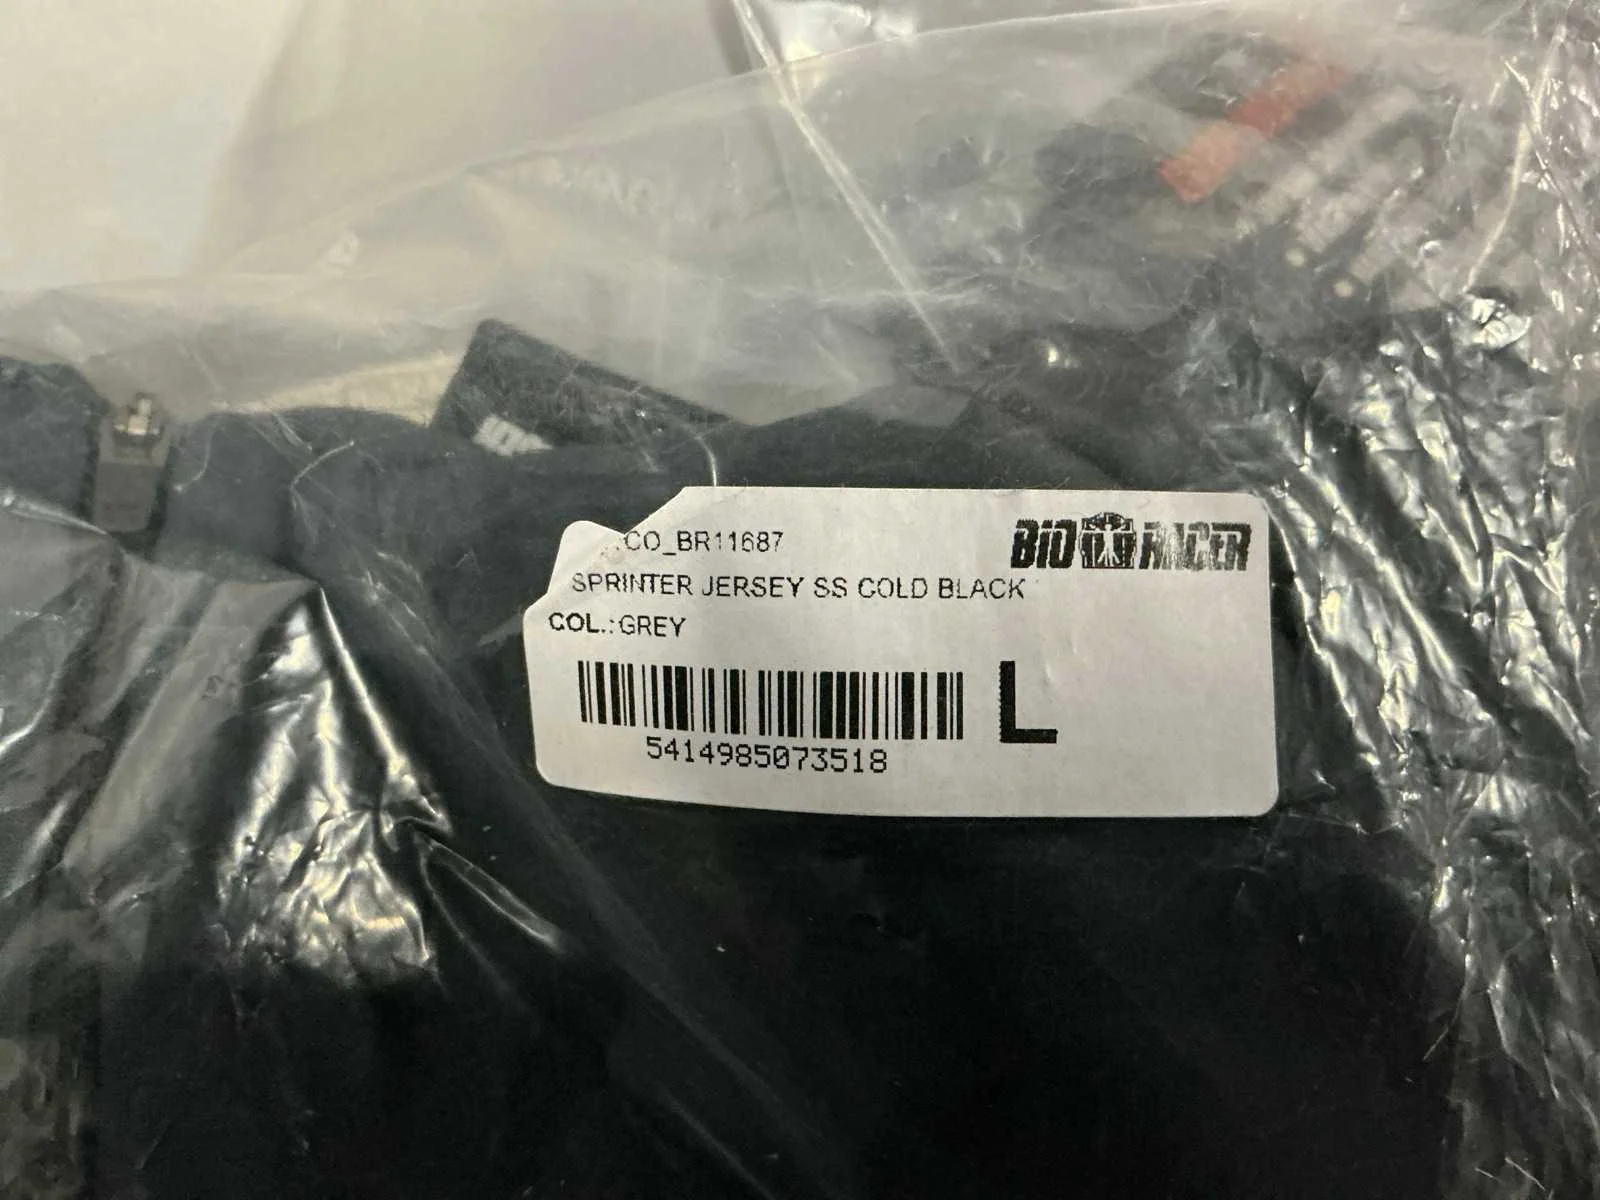 CO_BR11687
BIO RACER
SPRINTER JERSEY SS COLD BLACK
COL.:GREY
L
5414985073518